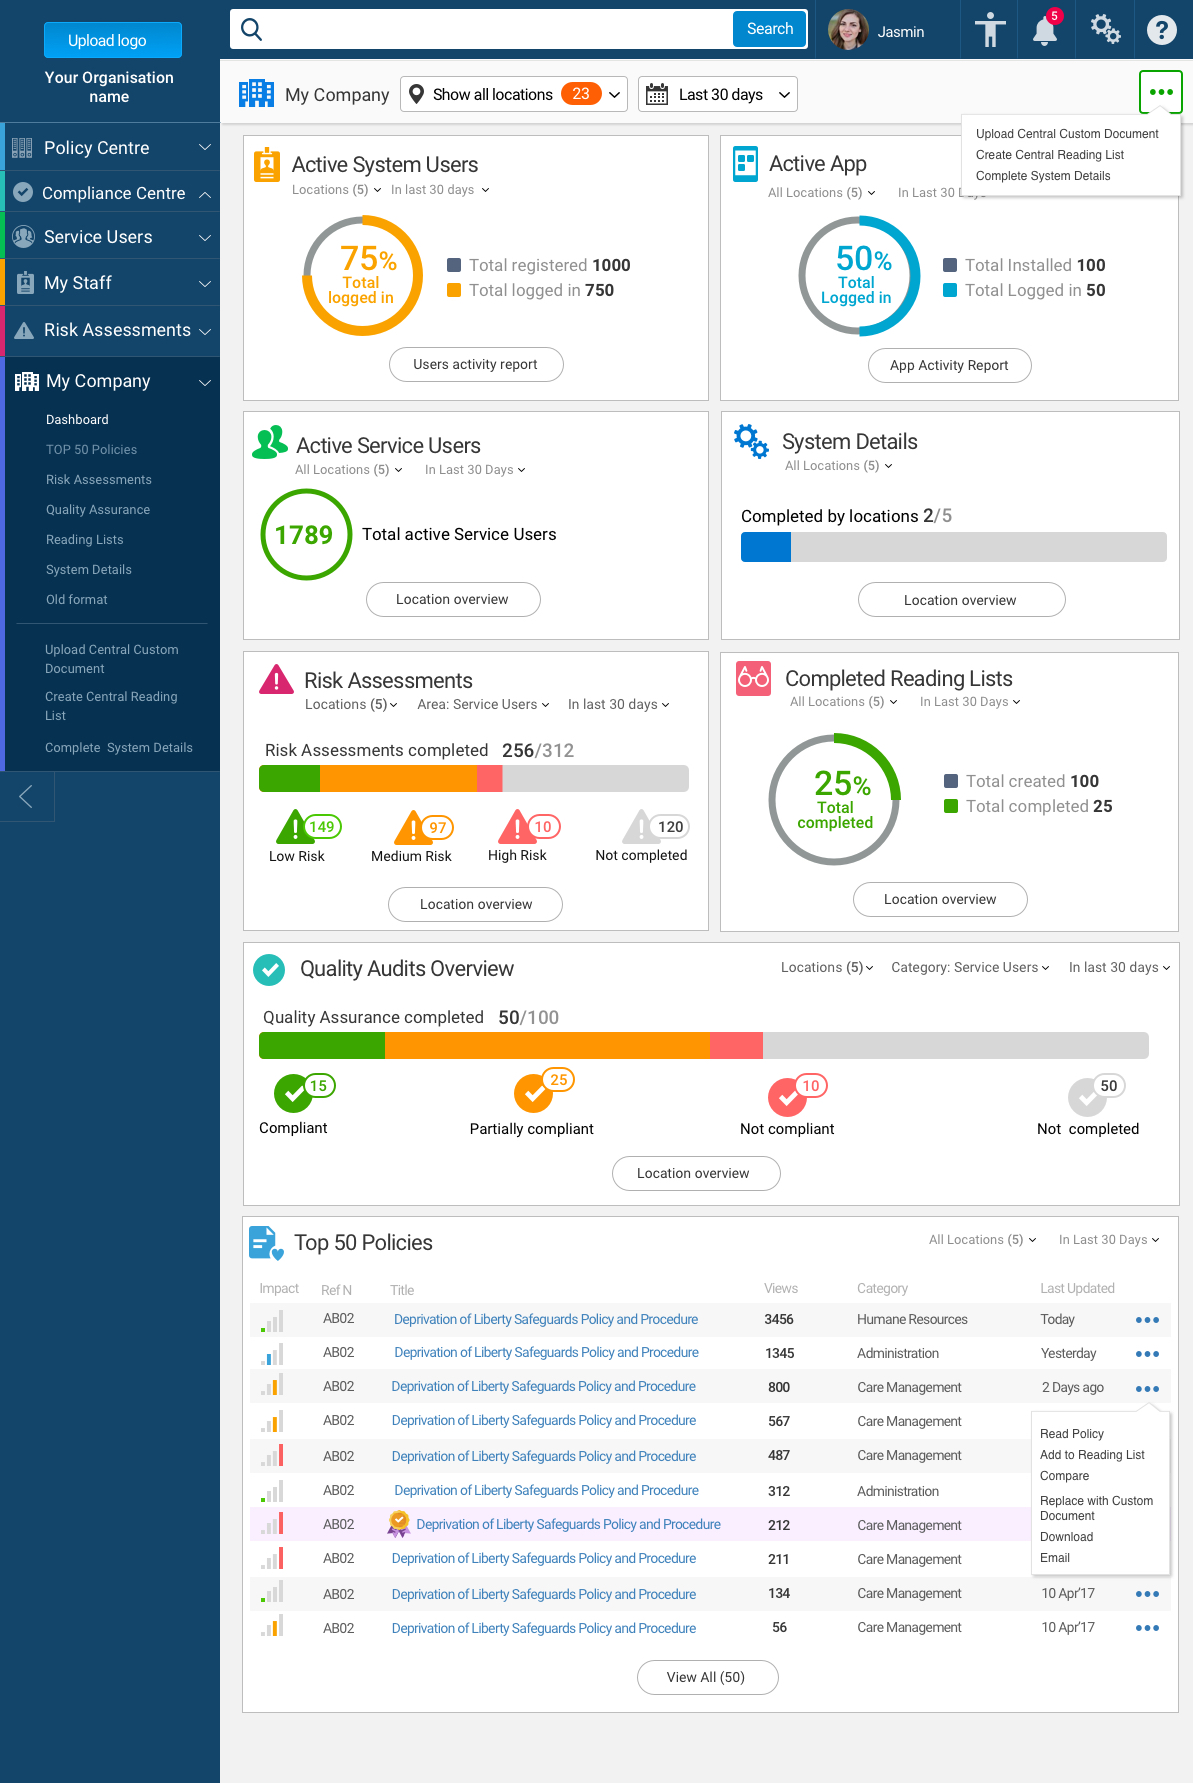 Upload logo
Your Organisation
name
Search
Jasmin
5
?
Policy Centre
Compliance Centre
Service Users
My Staff
Risk Assessments
My Company
Dashboard
TOP 50 Policies
Risk Assessments
Quality Assurance
Reading Lists
System Details
Old format
Upload Central Custom
Document
Create Central Reading
List
Complete System Details
My Company
Show all locations 23
Last 30 days
Upload Central Custom Document
Create Central Reading List
Complete System Details
Active System Users
Locations (5) In last 30 days
75%
Total
logged in
Total registered 1000
Total logged in 750
Users activity report
Active App
All Locations (5) In Last 30 Days
50%
Total
Logged in
Total Installed 100
Total Logged in 50
App Activity Report
Active Service Users
All Locations (5) In Last 30 Days
1789
Total active Service Users
Location overview
System Details
All Locations (5)
Completed by locations 2/5
Location overview
Risk Assessments
Locations (5) Area: Service Users In last 30 days
Risk Assessments completed 256/312
149 97 10 120
Low Risk Medium Risk High Risk Not completed
Location overview
Completed Reading Lists
All Locations (5) In Last 30 Days
25%
Total
completed
Total created 100
Total completed 25
Location overview
Quality Audits Overview
Locations (5) Category: Service Users In last 30 days
Quality Assurance completed 50/100
15 25 10 50
Compliant Partially compliant Not compliant Not completed
Location overview
Top 50 Policies
All Locations (5) In Last 30 Days
Impact Ref N Title Views Category Last Updated
AB02 Deprivation of Liberty Safeguards Policy and Procedure 3456 Humane Resources Today
AB02 Deprivation of Liberty Safeguards Policy and Procedure 1345 Administration Yesterday
AB02 Deprivation of Liberty Safeguards Policy and Procedure 800 Care Management 2 Days ago
AB02 Deprivation of Liberty Safeguards Policy and Procedure 567 Care Management
AB02 Deprivation of Liberty Safeguards Policy and Procedure 487 Care Management
AB02 Deprivation of Liberty Safeguards Policy and Procedure 312 Administration
AB02 Deprivation of Liberty Safeguards Policy and Procedure 212 Care Management
AB02 Deprivation of Liberty Safeguards Policy and Procedure 211 Care Management
AB02 Deprivation of Liberty Safeguards Policy and Procedure 134 Care Management 10 Apr'17
AB02 Deprivation of Liberty Safeguards Policy and Procedure 56 Care Management 10 Apr'17
Read Policy
Add to Reading List
Compare
Replace with Custom
Document
Download
Email
View All (50)